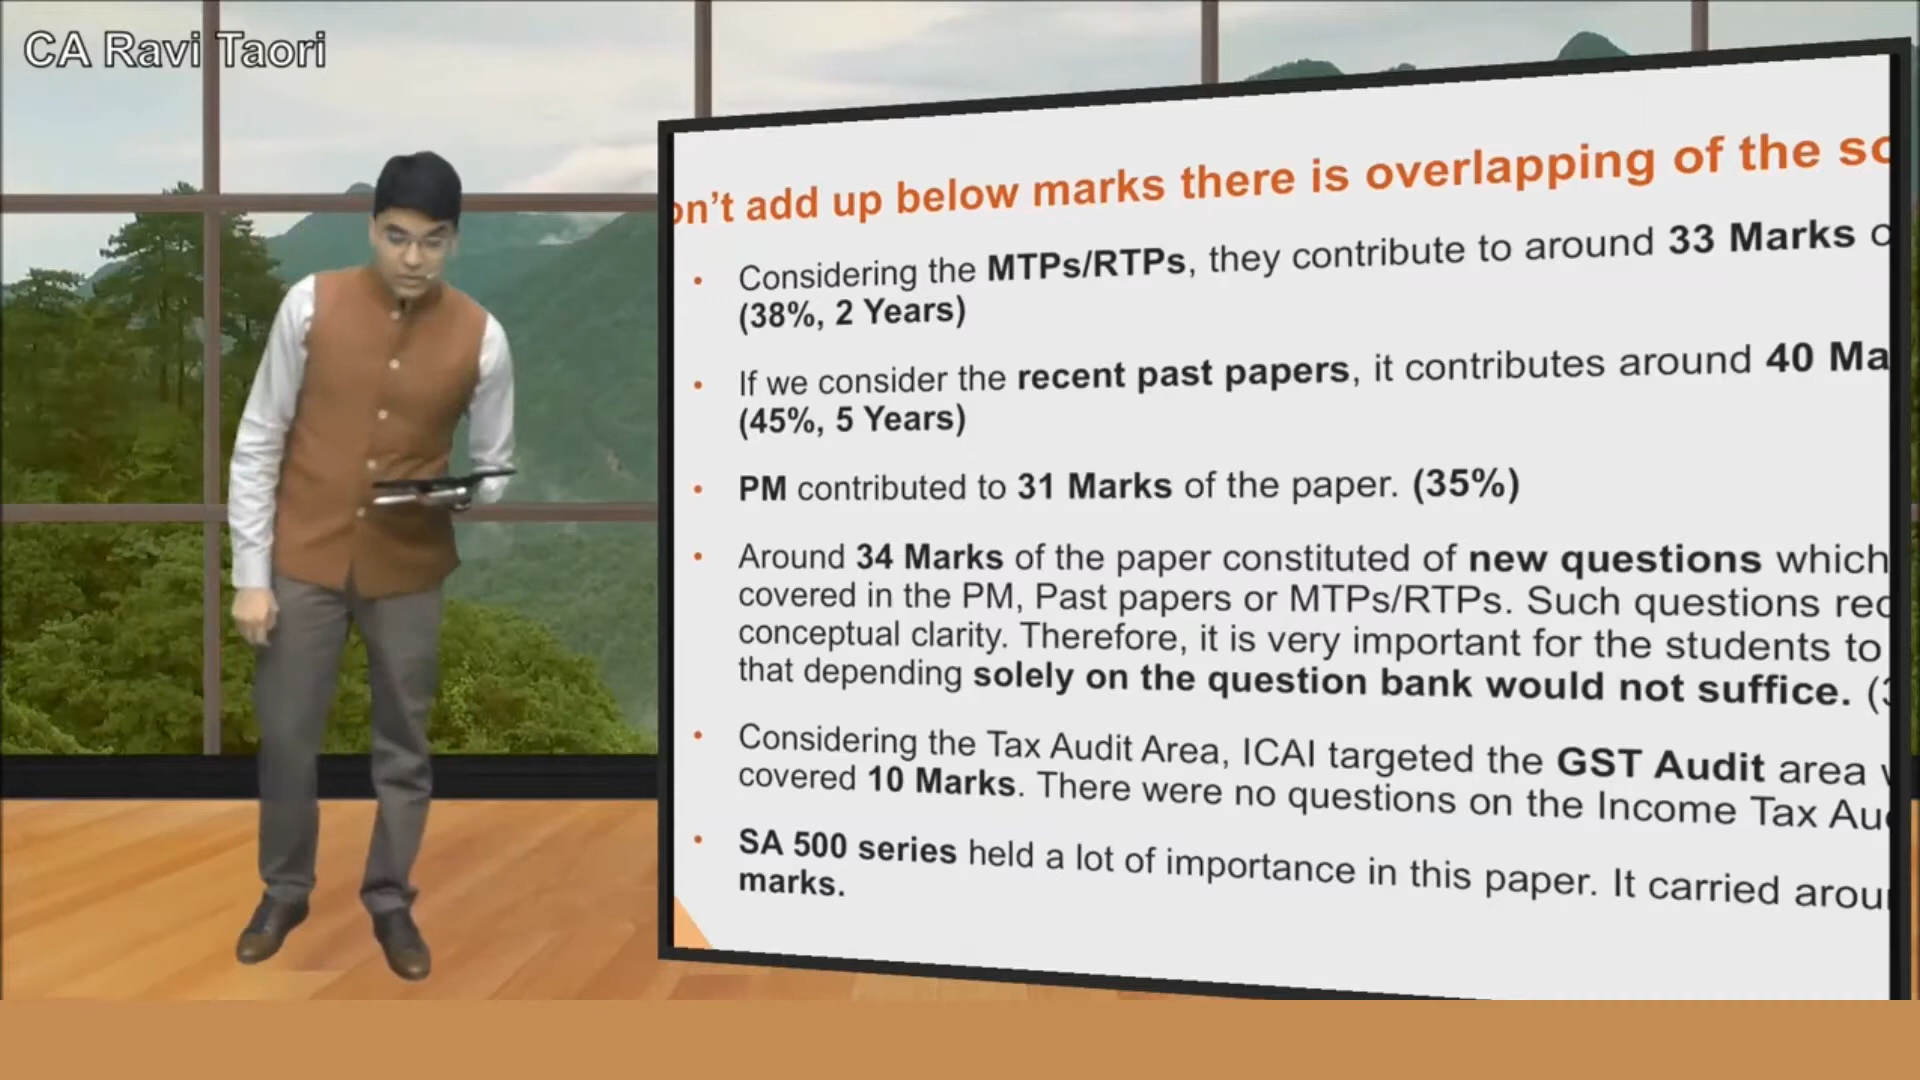 CA Ravi Taori
on't add up below marks there is overlapping of the
Considering the MTPs/RTPs, they contribute to around 33 Marks
(38%, 2 Years)
If we consider the recent past papers, it contributes around 40 Ma
(45%, 5 Years)
PM contributed to 31 Marks of the paper. (35%)
Around 34 Marks of the paper constituted of new questions which
covered in the PM, Past papers or MTPs/RTPs. Such questions
conceptual clarity. Therefore, it is very important for the students to
that depending solely on the question bank would not suffice.
Considering the Tax Audit Area, ICAI targeted the GST Audit area
covered 10 Marks. There were no questions on the Income Tax
SA 500 series held a lot of importance in this paper. It carried
marks.